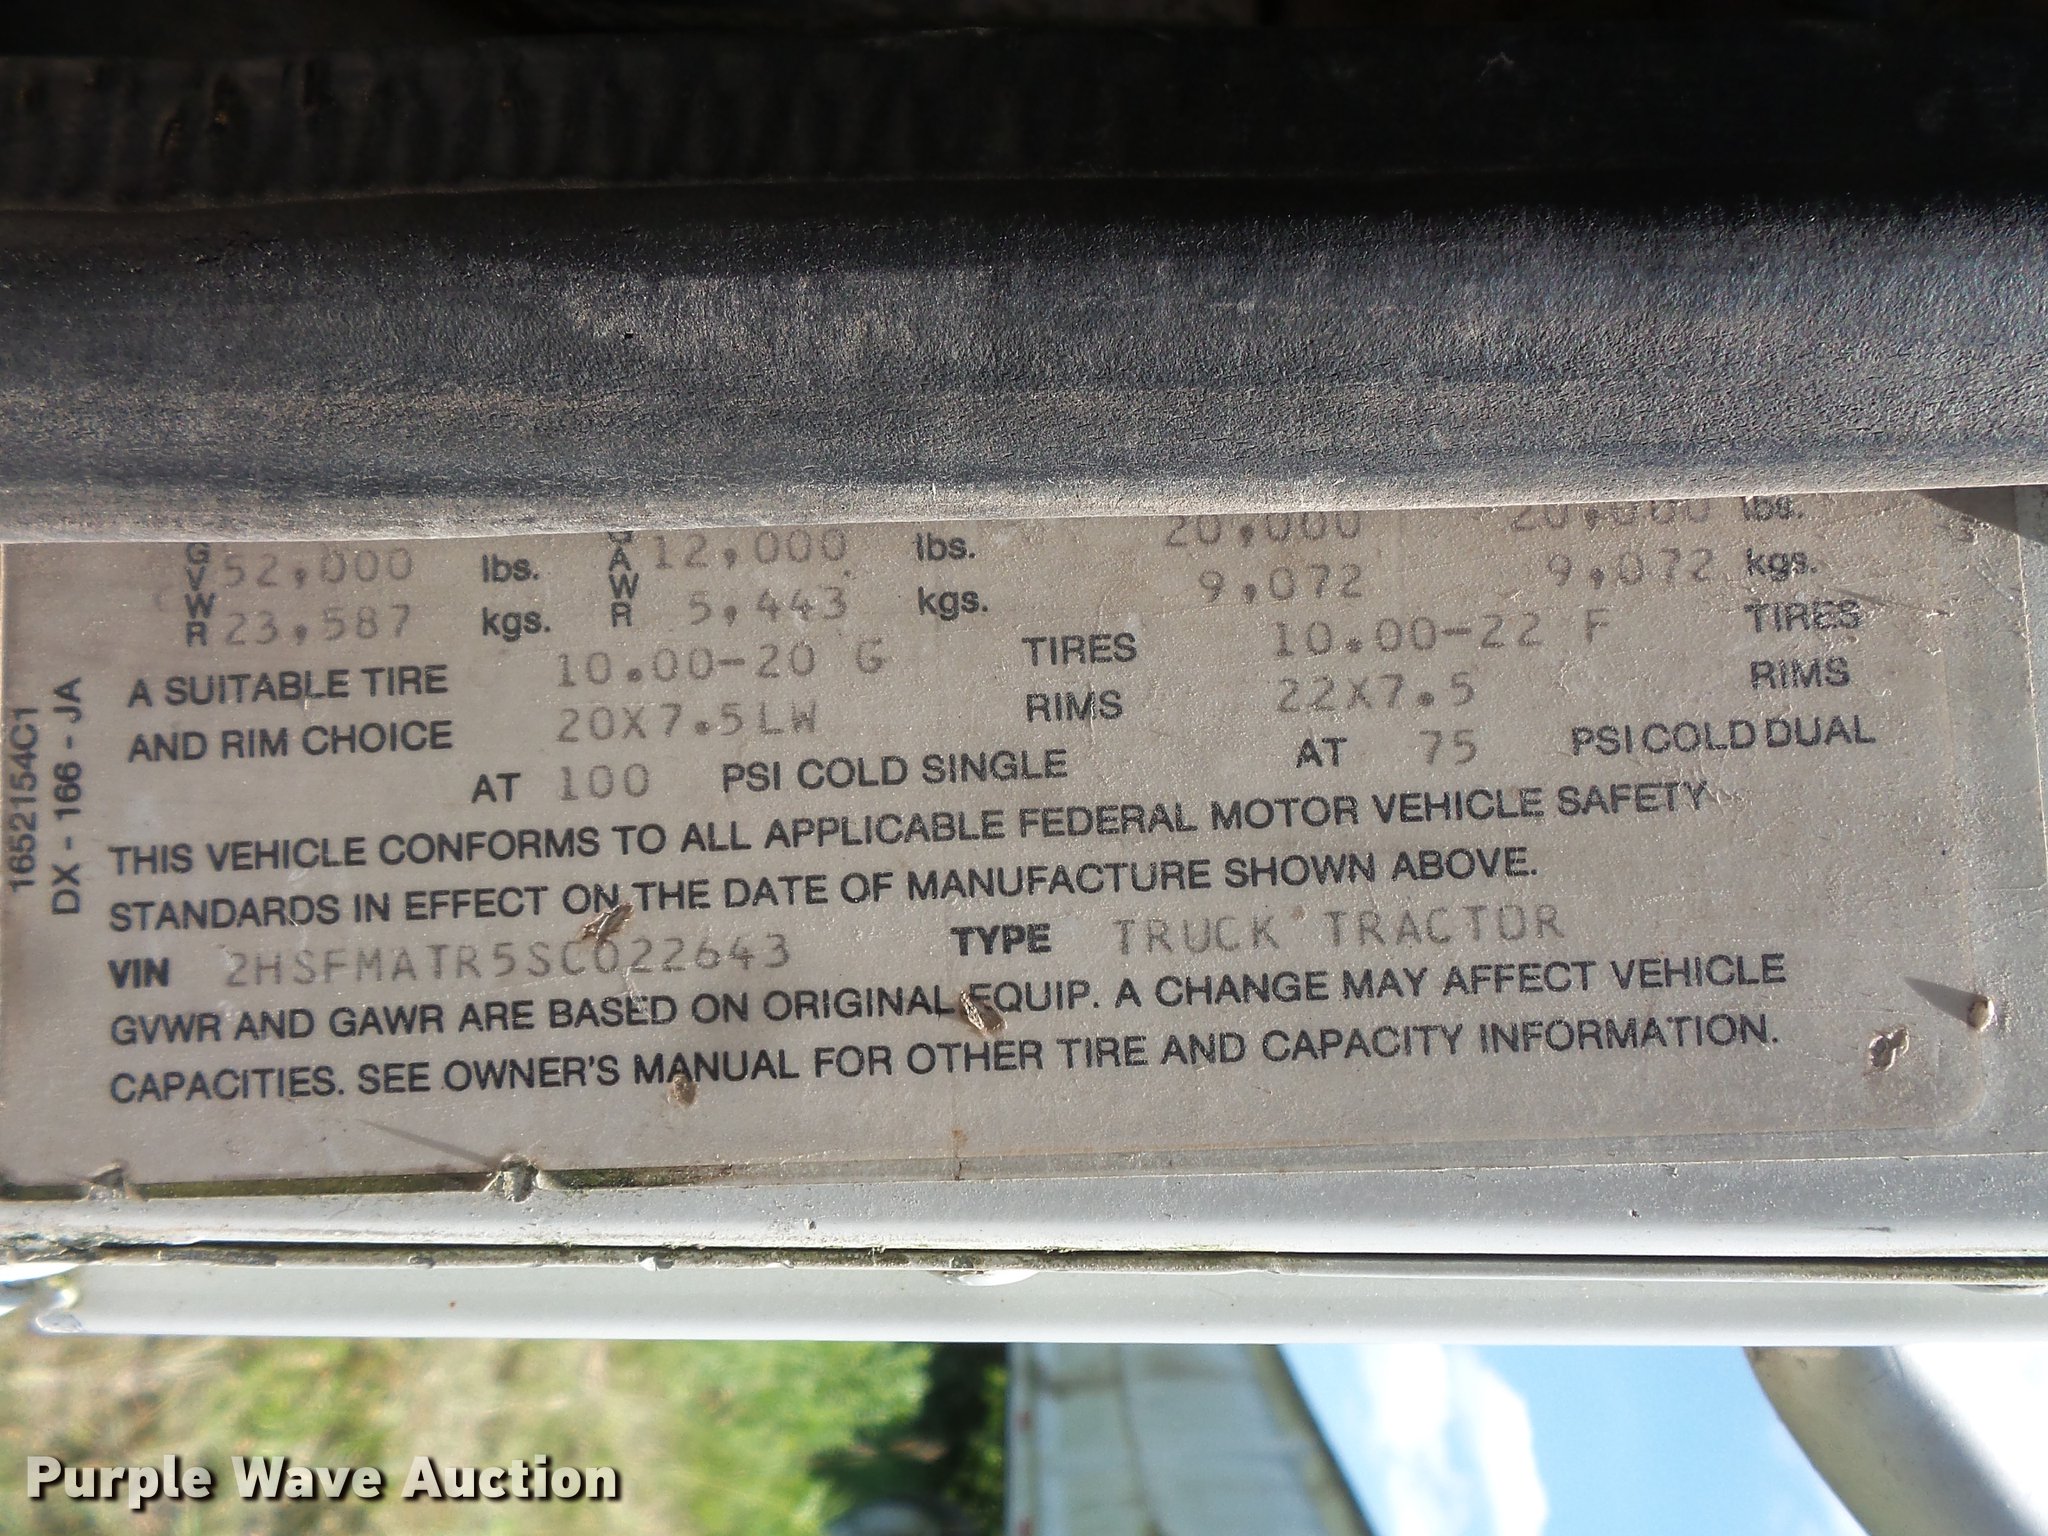 GVWR 52,000 lbs. GAWR 12,000 lbs. 20,000 20,000 lbs.
23,587 kgs. 5,443 kgs. 9,072 9,072 kgs.
A SUITABLE TIRE 10.00-20 G TIRES 10.00-22 F TIRES
AND RIM CHOICE 20X7.5LW RIMS 22X7.5 RIMS
AT 100 PSI COLD SINGLE AT 75 PSI COLD DUAL
THIS VEHICLE CONFORMS TO ALL APPLICABLE FEDERAL MOTOR VEHICLE SAFETY
STANDARDS IN EFFECT ON THE DATE OF MANUFACTURE SHOWN ABOVE.
VIN 2HSFMATR5SC022643 TYPE TRUCK TRACTOR
GVWR AND GAWR ARE BASED ON ORIGINAL EQUIP. A CHANGE MAY AFFECT VEHICLE
CAPACITIES. SEE OWNER'S MANUAL FOR OTHER TIRE AND CAPACITY INFORMATION.
1652154C1
DX - 166 - JA
Purple Wave Auction